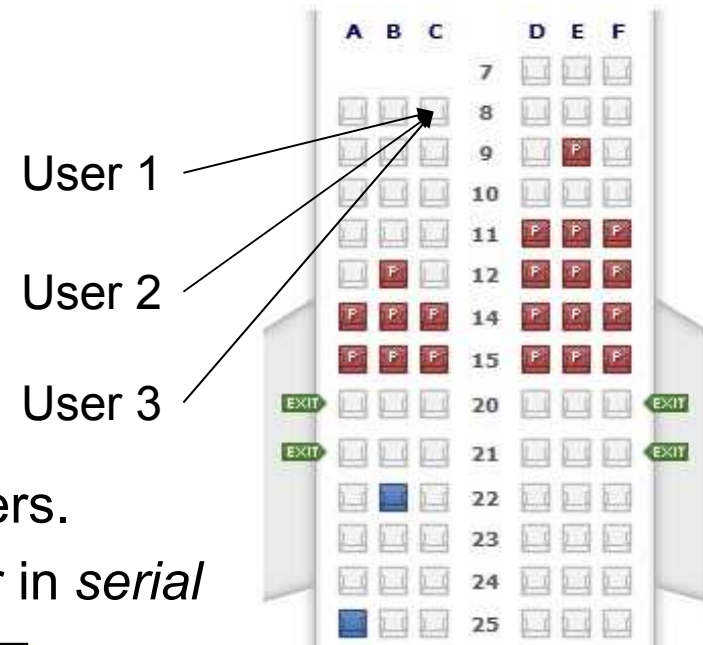 A B C D E F
7
8
9 P
User 1
10
11 P P P
User 2
P 12 P P P
P P P 14 P P P
P P P 15 P P P
User 3
EXIT 20 EXIT
EXIT 21 EXIT
ers.
22
23
r in serial
24
25